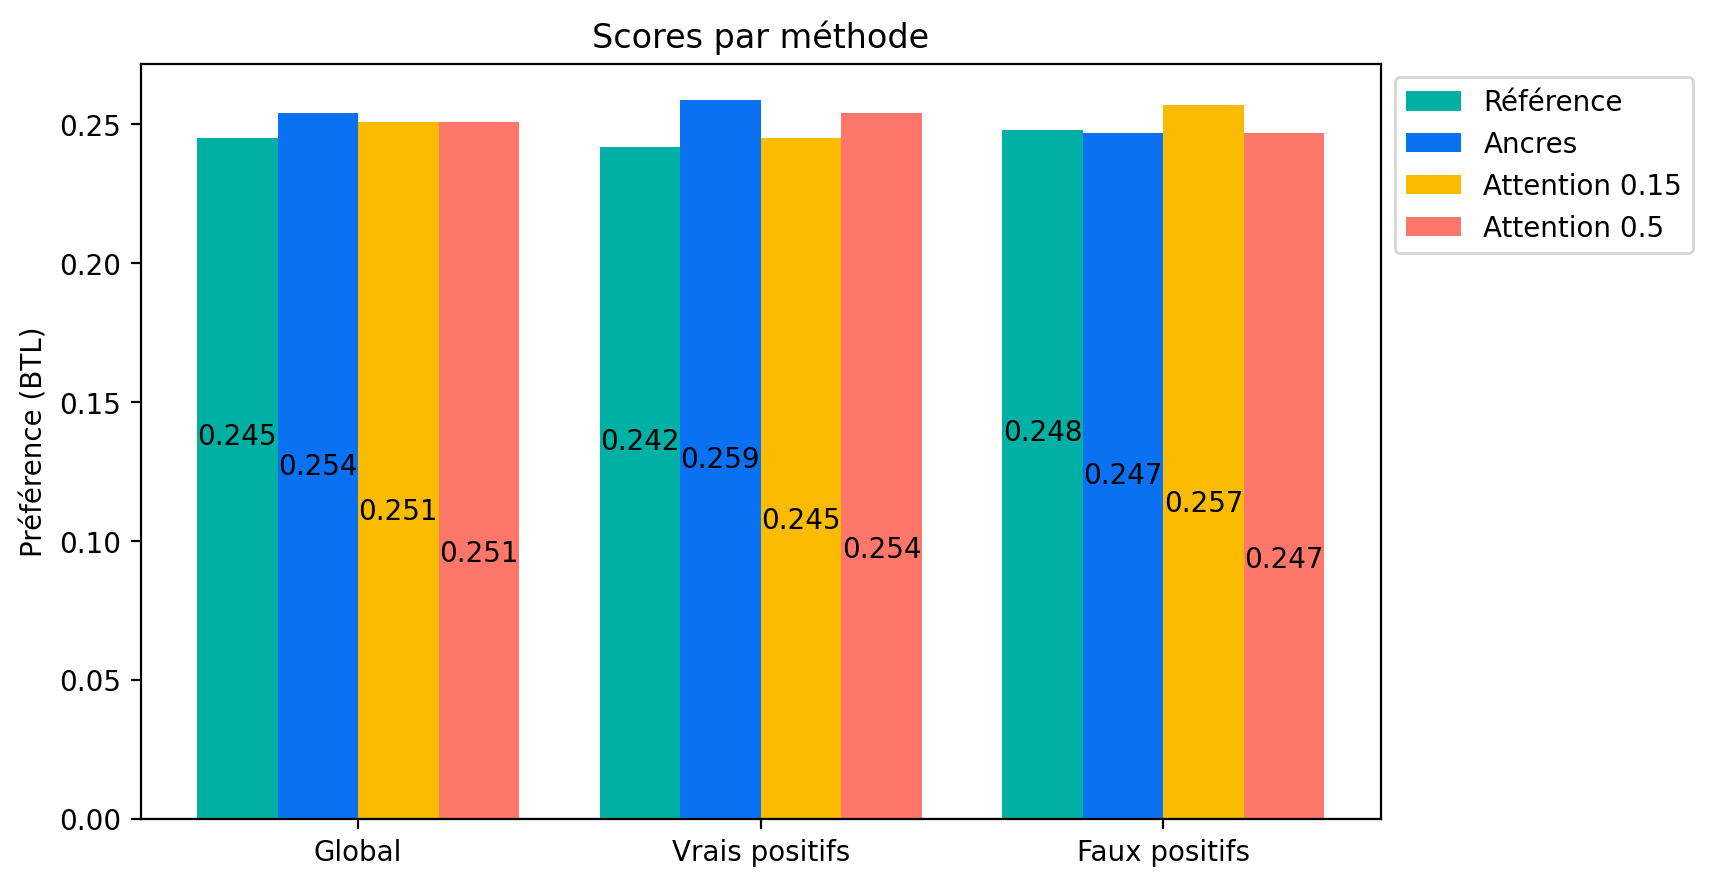 Scores par méthode
Préférence (BTL)
0.25
0.20
0.15
0.10
0.05
0.00
0.245
0.254
0.251
0.251
0.242
0.259
0.245
0.254
0.248
0.247
0.257
0.247
Global
Vrais positifs
Faux positifs
Référence
Ancres
Attention 0.15
Attention 0.5